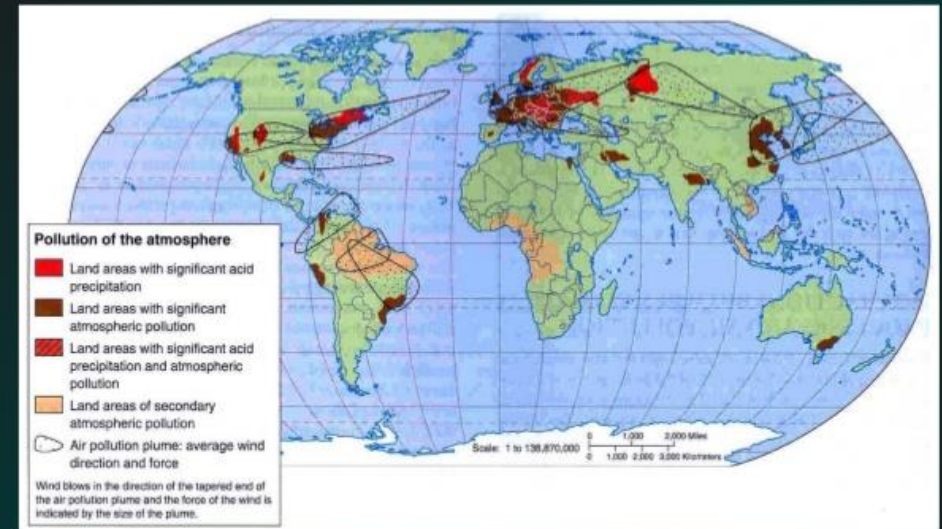 Pollution of the atmosphere
Land areas with significant acid
precipitation
Land areas with significant
atmospheric pollution
Land areas with significant acid
precipitation and atmospheric
pollution
Land areas of secondary
atmospheric pollution
Air pollution plume: average wind
direction and force
Wind blows in the direction of the tapered end of
the air pollution plume and the force of the wind is
indicated by the size of the plume.
Scale: 1 to 138,870,000
0 1,000 2,000 Miles
0 1,000 2,000 3,000 Kilometers